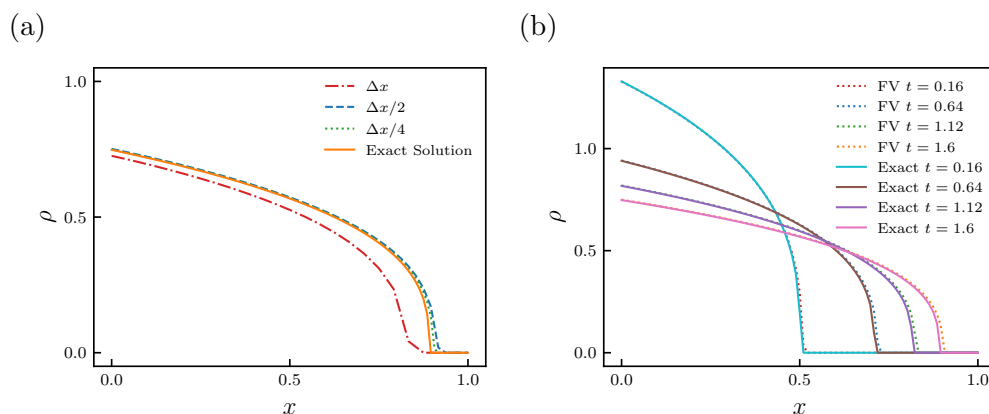 (a)
1.0
0.5
0.0
ρ
0.0
0.5
1.0
x
Δx
Δx/2
Δx/4
Exact Solution
(b)
1.0
0.5
0.0
ρ
0.0
0.5
1.0
x
FV t = 0.16
FV t = 0.64
FV t = 1.12
FV t = 1.6
Exact t = 0.16
Exact t = 0.64
Exact t = 1.12
Exact t = 1.6